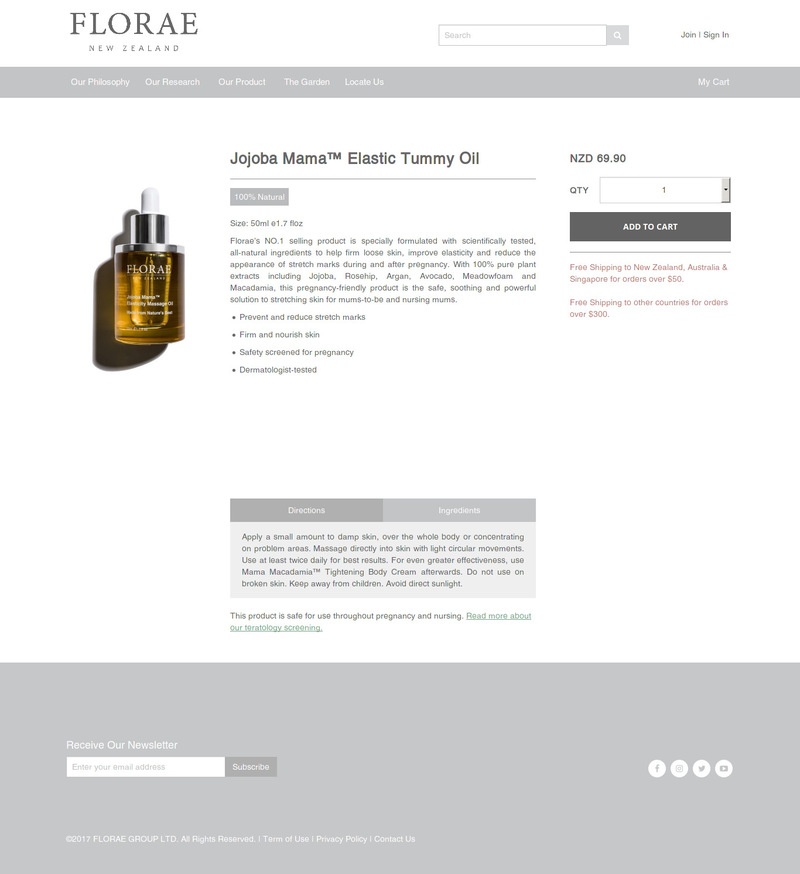 FLORAE
NEW ZEALAND
Search
Join | Sign In
Our Philosophy
Our Research
Our Product
The Garden
Locate Us
My Cart
Jojoba Mama™ Elastic Tummy Oil
100% Natural
Size: 50ml e1.7 floz
Florae's NO.1 selling product is specially formulated with scientifically tested,
all-natural ingredients to help firm loose skin, improve elasticity and reduce the
appearance of stretch marks during and after pregnancy. With 100% pure plant
extracts including Jojoba, Rosehip, Argan, Avocado, Meadowfoam and
Macadamia, this pregnancy-friendly product is the safe, soothing and powerful
solution to stretching skin for mums-to-be and nursing mums.
• Prevent and reduce stretch marks
• Firm and nourish skin
• Safety screened for pregnancy
• Dermatologist-tested
NZD 69.90
QTY
1
ADD TO CART
Free Shipping to New Zealand, Australia &
Singapore for orders over $50.
Free Shipping to other countries for orders
over $300.
FLORAE
NEW ZEALAND
Jojoba Mama™
Elasticity Massage Oil
Directions
Ingredients
Apply a small amount to damp skin, over the whole body or concentrating
on problem areas. Massage directly into skin with light circular movements.
Use at least twice daily for best results. For even greater effectiveness, use
Mama Macadamia™ Tightening Body Cream afterwards. Do not use on
broken skin. Keep away from children. Avoid direct sunlight.
This product is safe for use throughout pregnancy and nursing. Read more about
our teratology screening.
Receive Our Newsletter
Enter your email address
Subscribe
©2017 FLORAE GROUP LTD. All Rights Reserved. | Term of Use | Privacy Policy | Contact Us